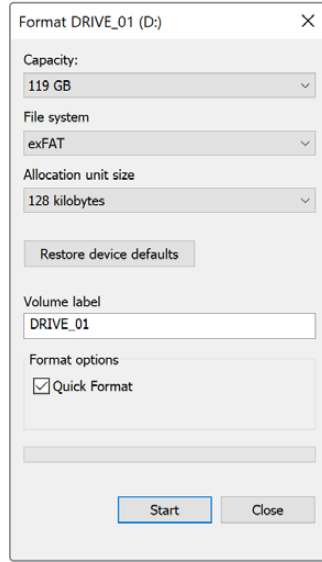 Format DRIVE_01 (D:)
Capacity:
119 GB
File system
exFAT
Allocation unit size
128 kilobytes
Restore device defaults
Volume label
DRIVE_01
Format options
Quick Format
Start Close